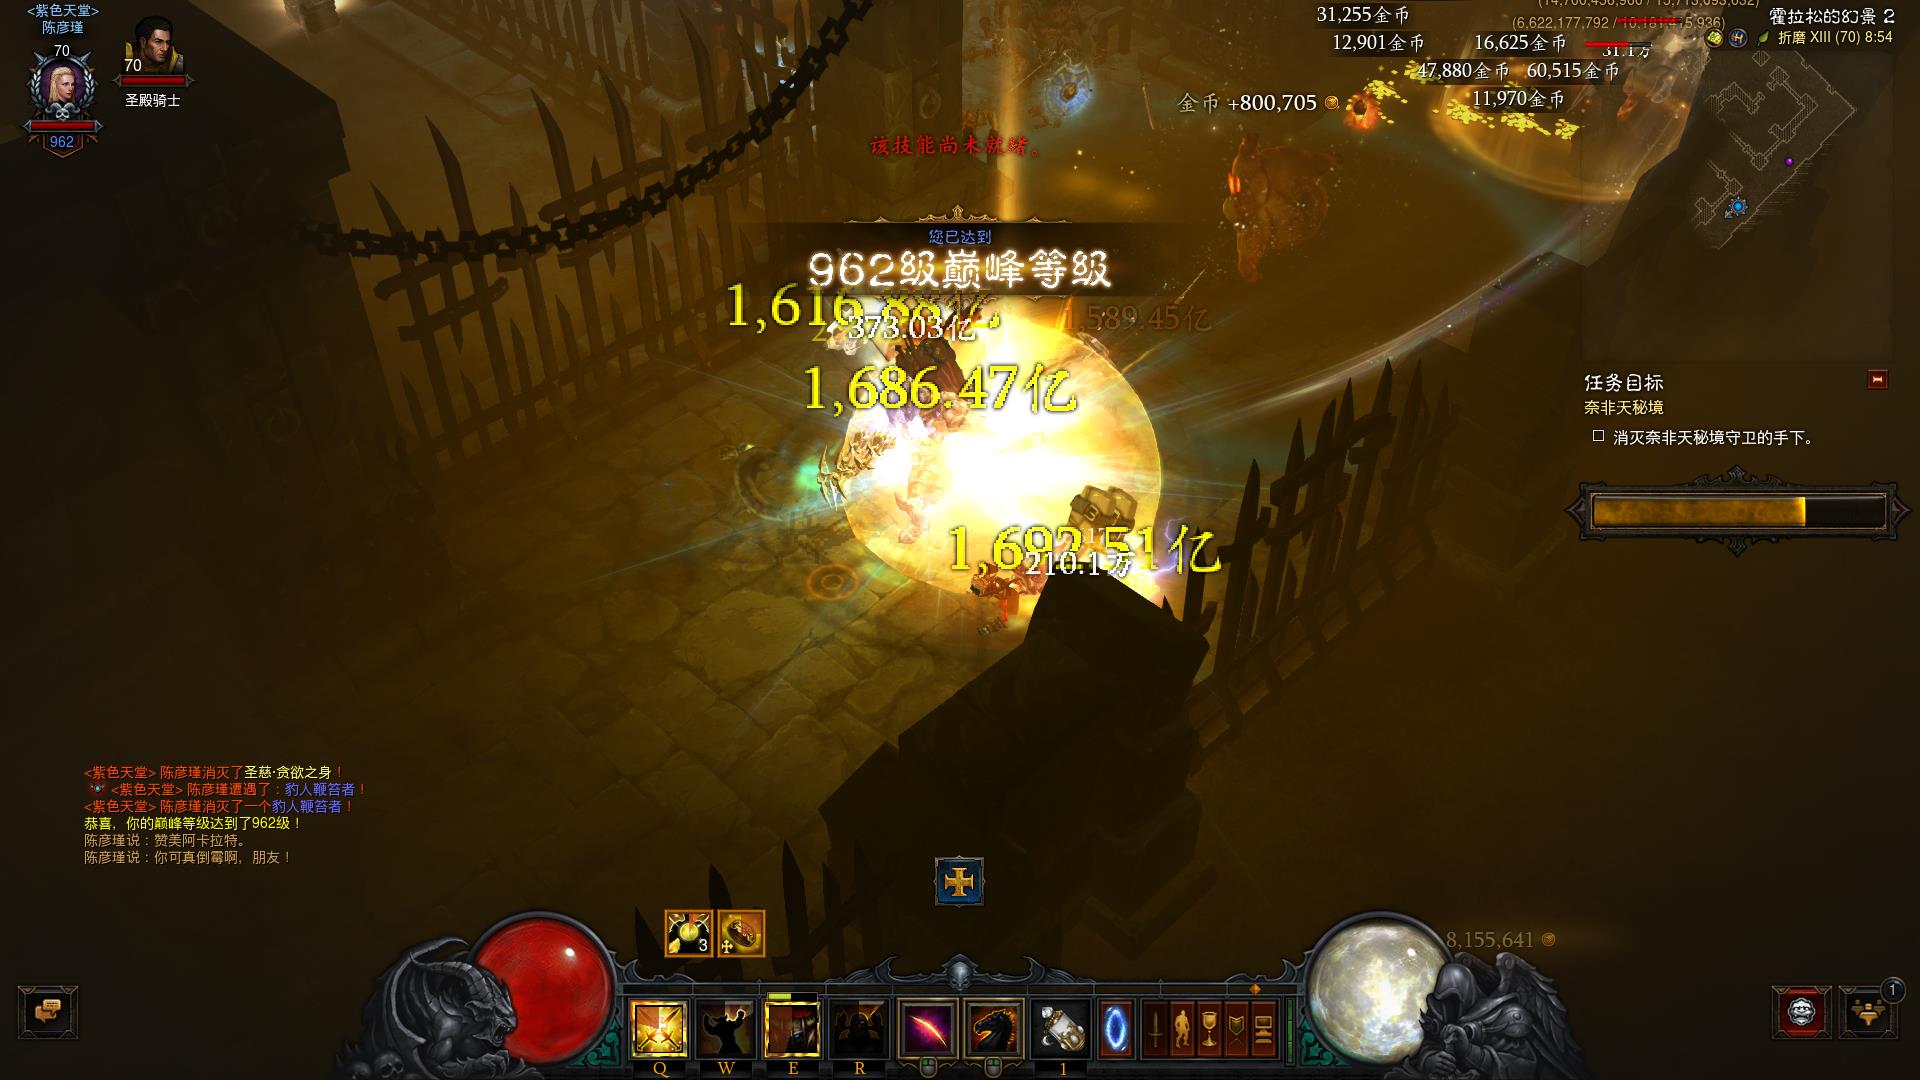 <紫色天堂>
陈彦瑾
70
962
70
圣殿骑士
31,255金币
12,901金币
16,625金币
47,880金币
60,515金币
11,970金币
金币 +800,705
霍拉松的幻景 2
折磨 XIII (70) 8:54
该技能尚未就绪。
您已达到
962级巅峰等级
373.03亿
1,589.45亿
1,686.47亿
1,692.51亿
210.1万
任务目标
奈非天秘境
消灭奈非天秘境守卫的手下。
<紫色天堂> 陈彦瑾消灭了圣慈·贪欲之身！
<紫色天堂> 陈彦瑾遭遇了：豹人鞭笞者！
<紫色天堂> 陈彦瑾消灭了一个豹人鞭笞者！
恭喜，你的巅峰等级达到了962级！
陈彦瑾说：赞美阿卡拉特。
陈彦瑾说：你可真倒霉啊，朋友！
3
8,155,641
Q
W
E
R
1
1